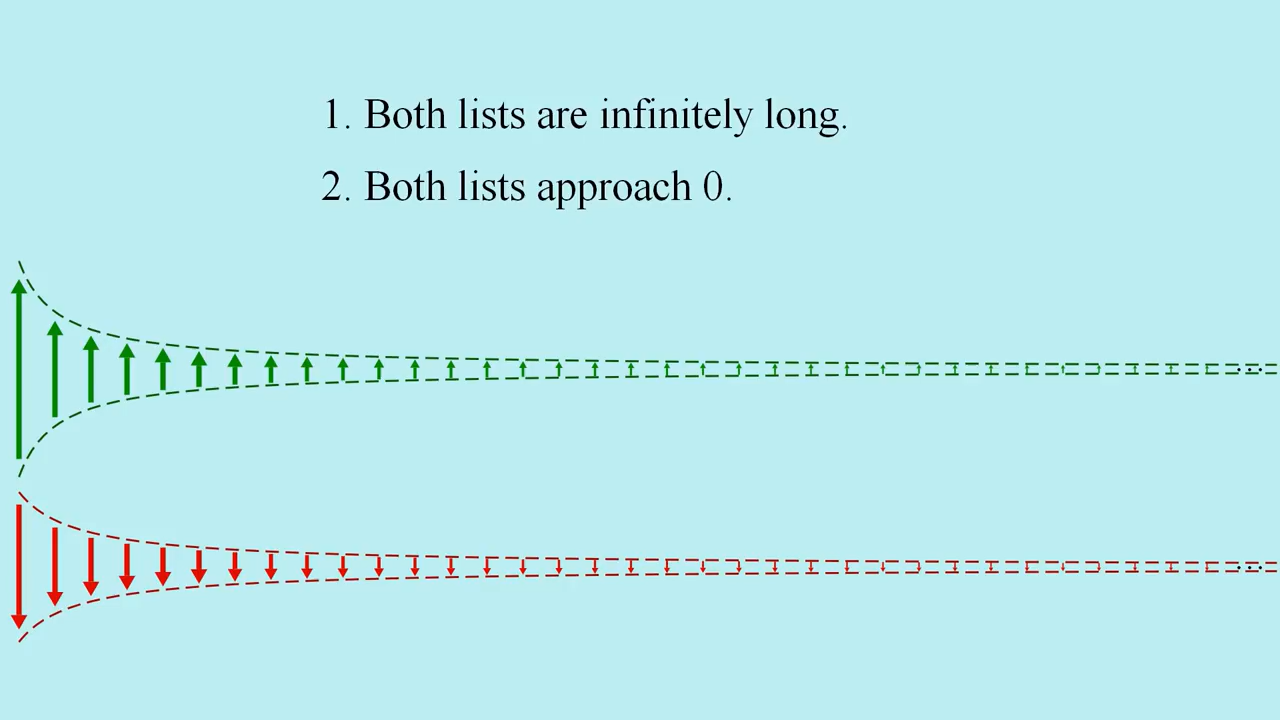 1. Both lists are infinitely long.
2. Both lists approach 0.
...
...